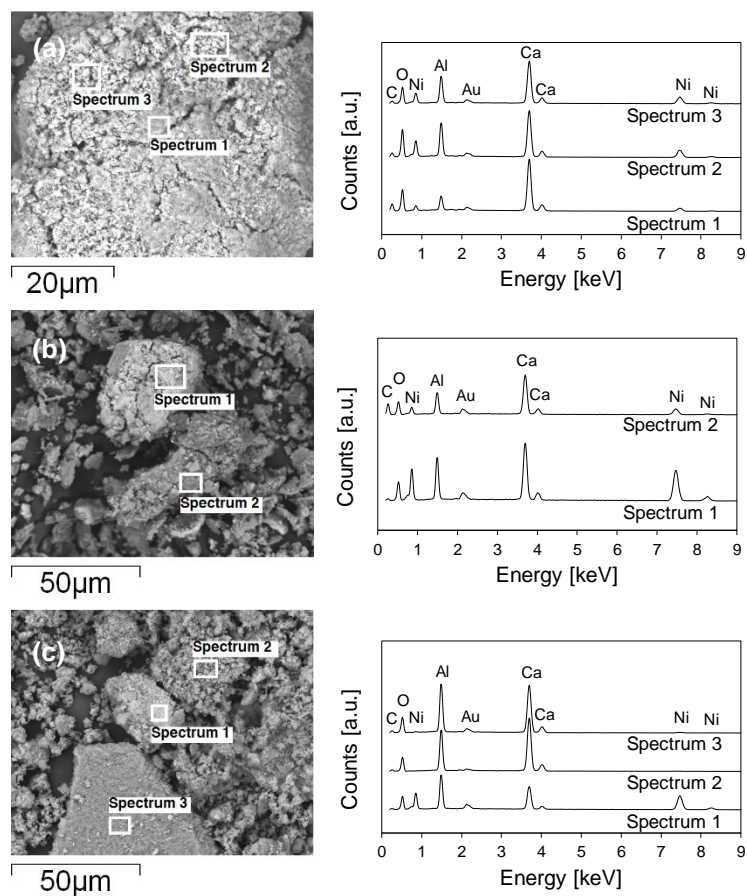 (a)
Spectrum 2
Spectrum 3
Spectrum 1
20µm
Counts [a.u.]
C O Ni Al Au Ca Ca Ni Ni
Spectrum 3
Spectrum 2
Spectrum 1
0 1 2 3 4 5 6 7 8 9
Energy [keV]
(b)
Spectrum 1
Spectrum 2
50µm
Counts [a.u.]
C O Ni Al Au Ca Ca Ni Ni
Spectrum 2
Spectrum 1
0 1 2 3 4 5 6 7 8 9
Energy [keV]
(c)
Spectrum 2
Spectrum 1
Spectrum 3
50µm
Counts [a.u.]
C O Ni Al Au Ca Ca Ni Ni
Spectrum 3
Spectrum 2
Spectrum 1
0 1 2 3 4 5 6 7 8 9
Energy [keV]